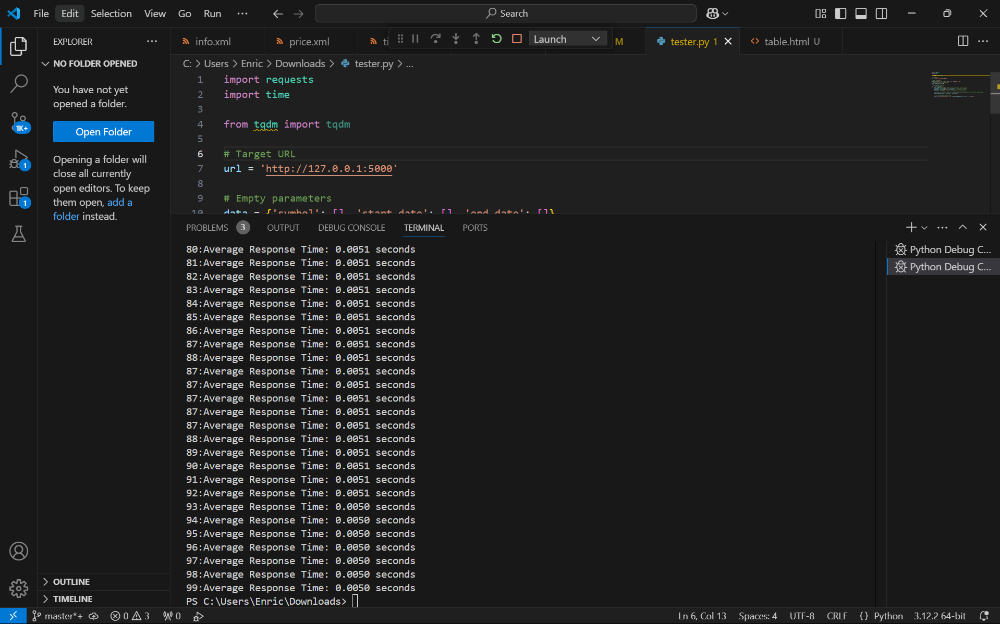 File Edit Selection View Go Run ··· Search
EXPLORER ···
NO FOLDER OPENED
You have not yet
opened a folder.
Open Folder
Opening a folder will
close all currently
open editors. To keep
them open, add a
folder instead.
OUTLINE
TIMELINE
1K+
1
1
info.xml price.xml Launch M tester.py 1 table.html U ···
C: > Users > Enric > Downloads > tester.py > ...
1 import requests
2 import time
3
4 from tqdm import tqdm
5
6 # Target URL
7 url = 'http://127.0.0.1:5000'
8
9 # Empty parameters
10 data = {'symbol': [], 'start_date': [], 'end_date': []}
PROBLEMS 3 OUTPUT DEBUG CONSOLE TERMINAL PORTS
80:Average Response Time: 0.0051 seconds
81:Average Response Time: 0.0051 seconds
82:Average Response Time: 0.0051 seconds
83:Average Response Time: 0.0051 seconds
84:Average Response Time: 0.0051 seconds
85:Average Response Time: 0.0051 seconds
86:Average Response Time: 0.0051 seconds
87:Average Response Time: 0.0051 seconds
88:Average Response Time: 0.0051 seconds
87:Average Response Time: 0.0051 seconds
87:Average Response Time: 0.0051 seconds
87:Average Response Time: 0.0051 seconds
87:Average Response Time: 0.0051 seconds
87:Average Response Time: 0.0051 seconds
88:Average Response Time: 0.0051 seconds
89:Average Response Time: 0.0051 seconds
90:Average Response Time: 0.0051 seconds
91:Average Response Time: 0.0051 seconds
92:Average Response Time: 0.0051 seconds
93:Average Response Time: 0.0050 seconds
94:Average Response Time: 0.0050 seconds
95:Average Response Time: 0.0050 seconds
96:Average Response Time: 0.0050 seconds
97:Average Response Time: 0.0050 seconds
98:Average Response Time: 0.0050 seconds
99:Average Response Time: 0.0050 seconds
PS C:\Users\Enric\Downloads>
Python Debug C...
Python Debug C...
master*+ 0 3 0 Ln 6, Col 13 Spaces: 4 UTF-8 CRLF {} Python 3.12.2 64-bit